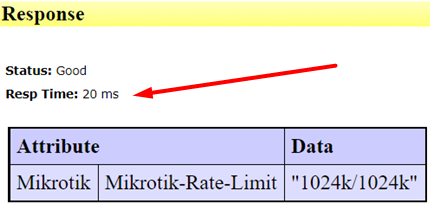 Response
Status: Good
Resp Time: 20 ms
Attribute Data
Mikrotik Mikrotik-Rate-Limit "1024k/1024k"